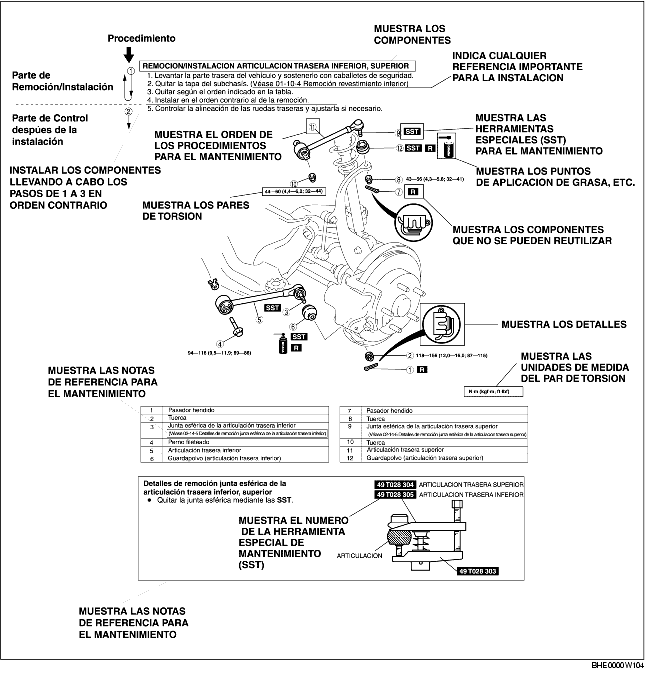 MUESTRA LOS
COMPONENTES
Procedimiento
INDICA CUALQUIER
REFERENCIA IMPORTANTE
PARA LA INSTALACION
REMOCION/INSTALACION ARTICULACION TRASERA INFERIOR, SUPERIOR
1. Levantar la parte trasera del vehículo y sostenerlo con caballetes de seguridad.
2. Quitar la tapa del subchasis. (Véase 01-10-4 Remoción revestimiento inferior)
3. Quitar según el orden indicado en la tabla.
4. Instalar en el orden contrario al de la remoción
5. Controlar la alineación de las ruedas traseras y ajustarla si necesario.
Parte de
Remoción/Instalación
1
2
Parte de Control
despúes de la
instalación
MUESTRA EL ORDEN DE
LOS PROCEDIMIENTOS
PARA EL MANTENIMIENTO
11
9 SST
12 SST R
MUESTRA LAS
HERRAMIENTAS
ESPECIALES (SST)
PARA EL MANTENIMIENTO
INSTALAR LOS COMPONENTES
LLEVANDO A CABO LOS
PASOS DE 1 A 3 EN
ORDEN CONTRARIO
MUESTRA LOS PUNTOS
DE APLICACION DE GRASA, ETC.
10
44—60 (4,4—6,2; 32—44)
8 43—56 (4,3—5,8; 32—41)
7 R
MUESTRA LOS PARES
DE TORSION
MUESTRA LOS COMPONENTES
QUE NO SE PUEDEN REUTILIZAR
SST 3
5
6
4
SST
R
MUESTRA LOS DETALLES
2
1 R
MUESTRA LAS
UNIDADES DE MEDIDA
DEL PAR DE TORSION
N·m {kgf·m, ft·lbf}
MUESTRA LAS NOTAS
DE REFERENCIA PARA
EL MANTENIMIENTO
1 Pasador hendido
2 Tuerca
3 Junta esférica de la articulación trasera inferior
(Véase 02-14-5 Detalles de remoción junta esférica de la articulación trasera inferior)
4 Perno fileteado
5 Articulación trasera inferior
6 Guardapolvo (articulación trasera inferior)
7 Pasador hendido
8 Tuerca
9 Junta esférica de la articulación trasera superior
(Véase 02-14-5 Detalles de remoción junta esférica de la articulación trasera superior)
10 Tuerca
11 Articulación trasera superior
12 Guardapolvo (articulación trasera superior)
Detalles de remoción junta esférica de la
articulación trasera inferior, superior
• Quitar la junta esférica mediante las SST.
49 T028 304 ARTICULACION TRASERA SUPERIOR
49 T028 305 ARTICULACION TRASERA INFERIOR
MUESTRA EL NUMERO
DE LA HERRAMIENTA
ESPECIAL DE
MANTENIMIENTO
(SST)
ARTICULACION
49 T028 303
MUESTRA LAS NOTAS
DE REFERENCIA PARA
EL MANTENIMIENTO
BHE0000W104